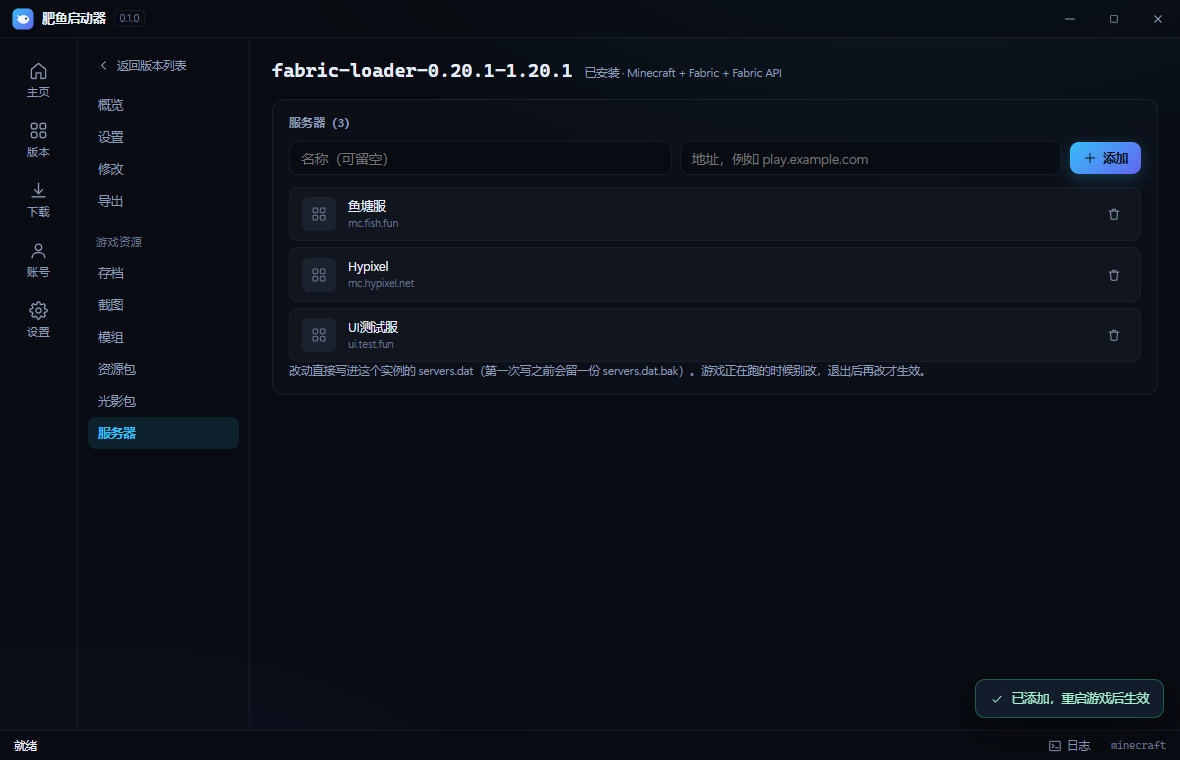 肥鱼启动器 0.1.0
主页
版本
下载
账号
设置
返回版本列表
概览
设置
修改
导出
游戏资源
存档
截图
模组
资源包
光影包
服务器
fabric-loader-0.20.1-1.20.1 已安装 · Minecraft + Fabric + Fabric API
服务器（3）
名称（可留空） 地址，例如 play.example.com 添加
鱼塘服
mc.fish.fun
Hypixel
mc.hypixel.net
UI测试服
ui.test.fun
改动直接写进这个实例的 servers.dat（第一次写之前会留一份 servers.dat.bak）。游戏正在跑的时候别改，退出后再改才生效。
已添加，重启游戏后生效
就绪 日志 minecraft